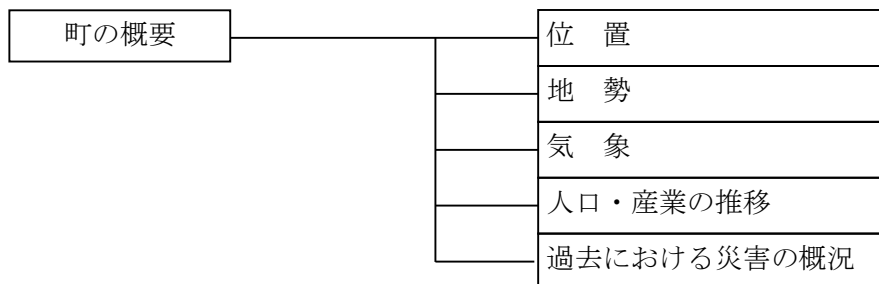 町の概要
位　置
地　勢
気　象
人口・産業の推移
過去における災害の概況